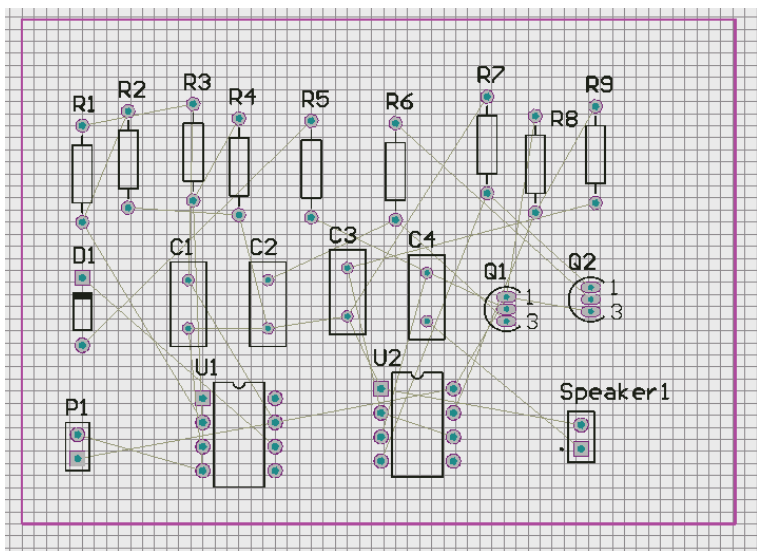 R1
R2
R3
R4
R5
R6
R7
R8
R9
D1
C1
C2
C3
C4
Q1
1
3
Q2
1
3
U1
U2
P1
Speaker1